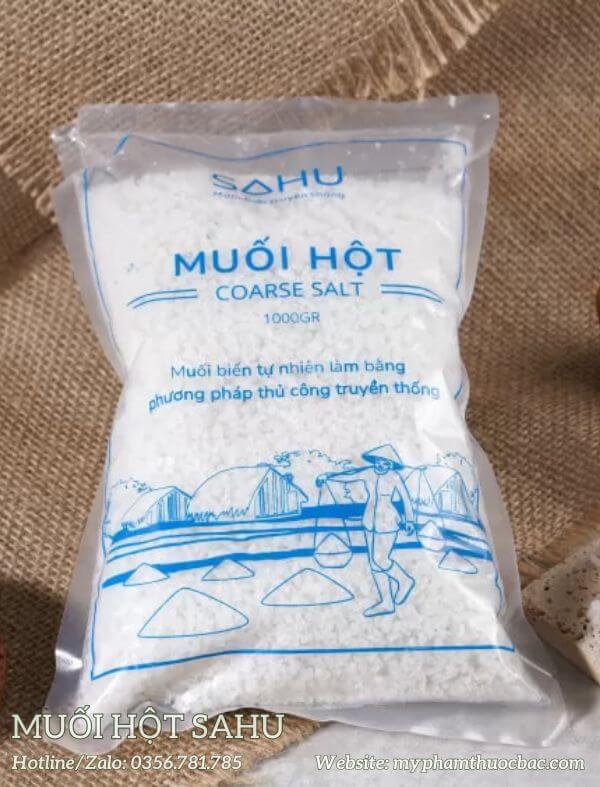 SAHU
MUỐI HỘT
COARSE SALT
1000GR
Muối biển tự nhiên làm bằng
phương pháp thủ công truyền thống
MUỐI HỘT SAHU
Hotline/Zalo: 0356.781.785
Website: myphamthuocbac.com